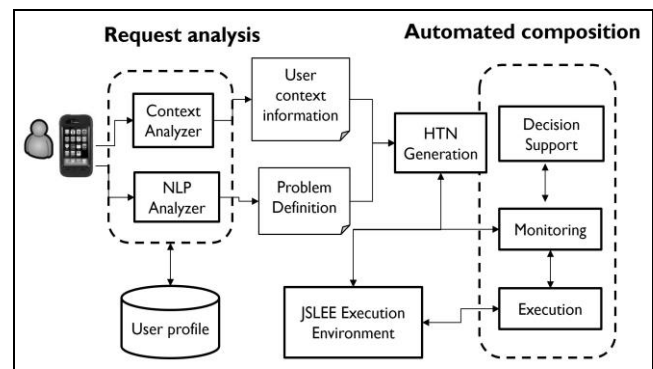 Request analysis
Automated composition
Context
Analyzer
User
context
information
HTN
Generation
Decision
Support
NLP
Analyzer
Problem
Definition
Monitoring
User profile
JSLEE Execution
Environment
Execution